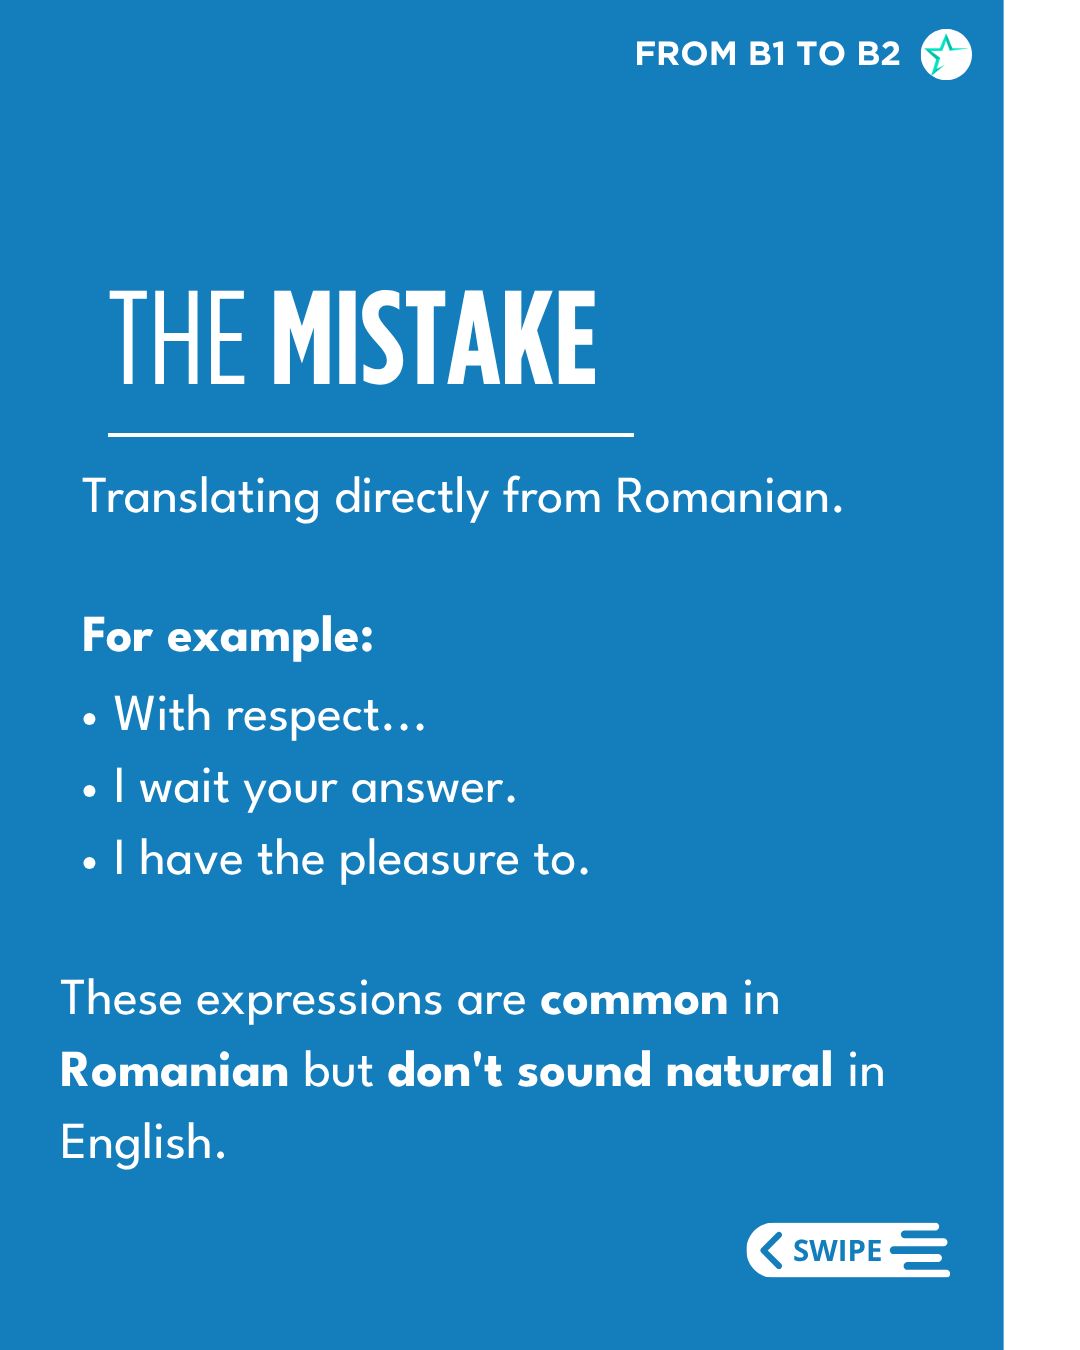 FROM B1 TO B2
THE MISTAKE
Translating directly from Romanian.
For example:
• With respect...
• I wait your answer.
• I have the pleasure to.
These expressions are common in
Romanian but don't sound natural in
English.
SWIPE